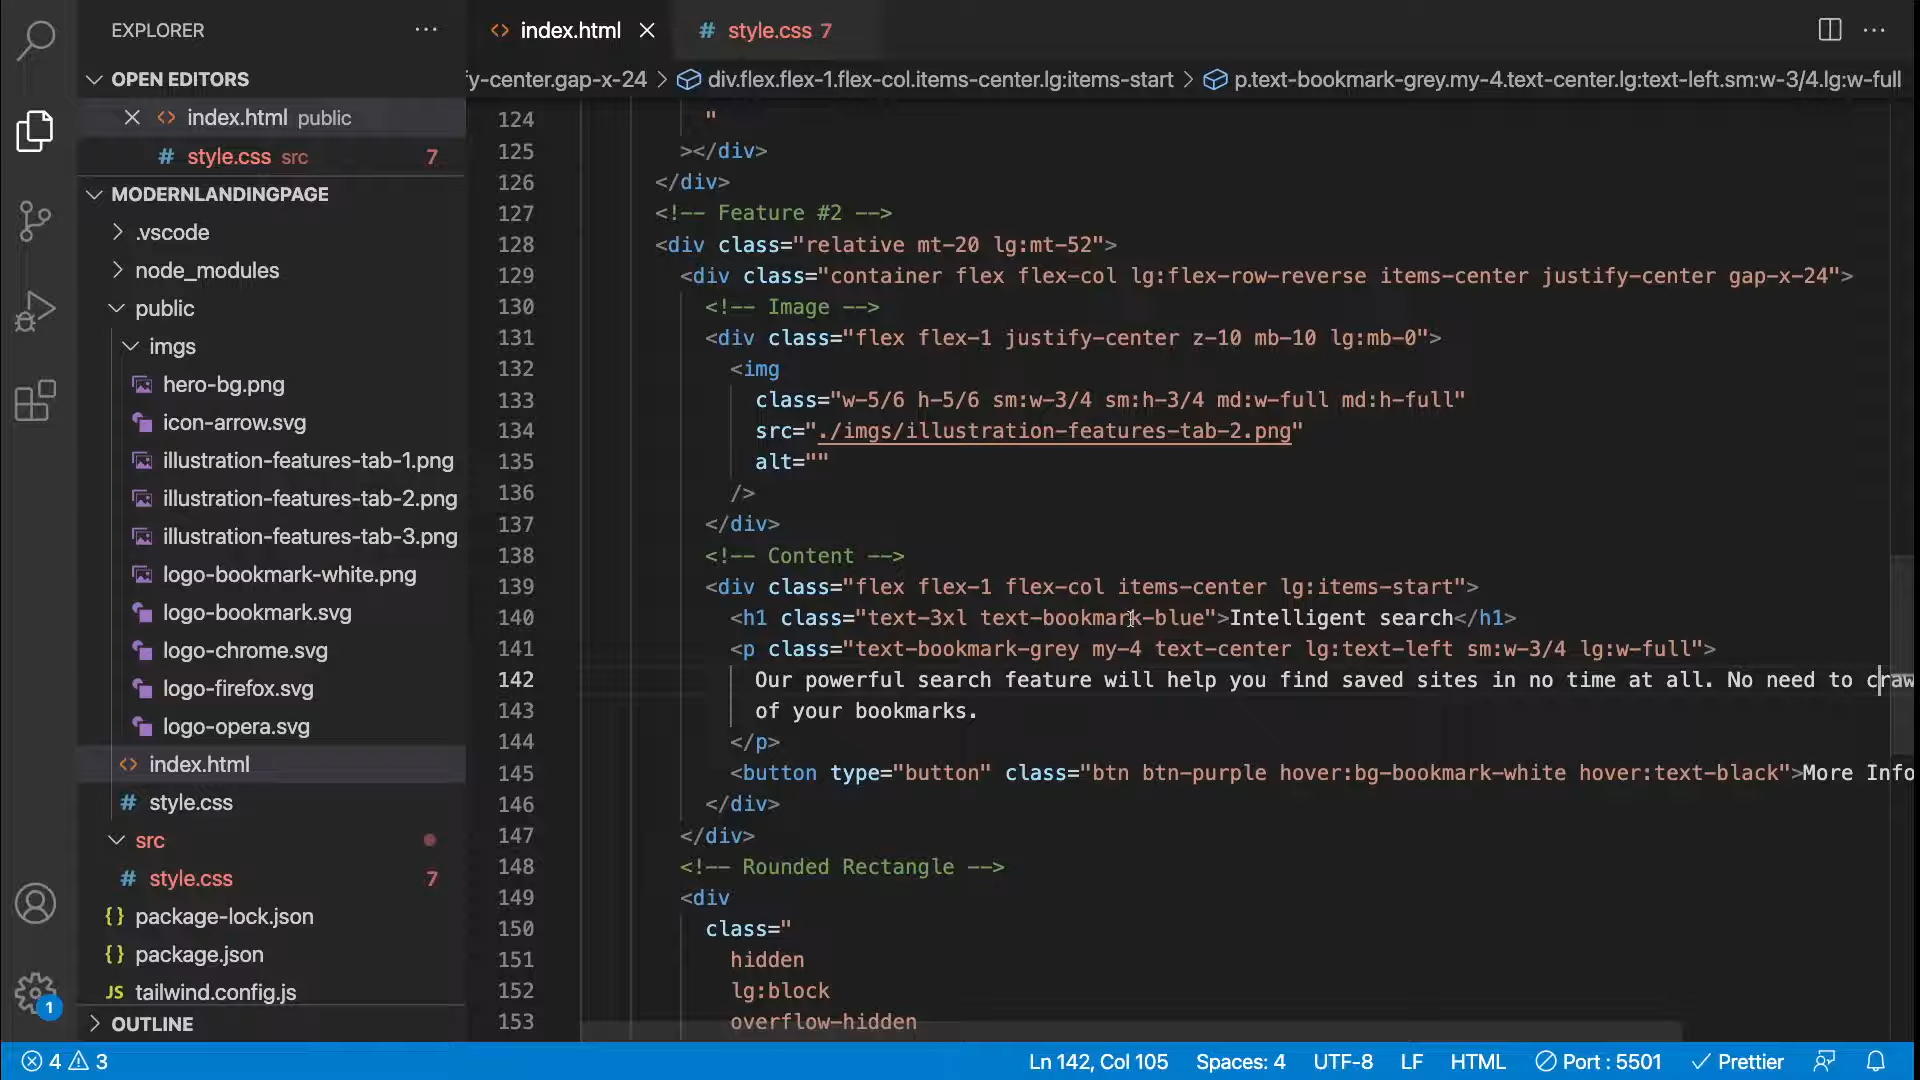 EXPLORER
OPEN EDITORS
index.html public
style.css src 7
MODERNLANDINGPAGE
.vscode
node_modules
public
imgs
hero-bg.png
icon-arrow.svg
illustration-features-tab-1.png
illustration-features-tab-2.png
illustration-features-tab-3.png
logo-bookmark-white.png
logo-bookmark.svg
logo-chrome.svg
logo-firefox.svg
logo-opera.svg
index.html
style.css
src
style.css 7
package-lock.json
package.json
JS tailwind.config.js
OUTLINE
1
index.html
# style.css 7
fy-center.gap-x-24 > div.flex.flex-1.flex-col.items-center.lg:items-start > p.text-bookmark-grey.my-4.text-center.lg:text-left.sm:w-3/4.lg:w-full
124 "
125 ></div>
126 </div>
127 <!-- Feature #2 -->
128 <div class="relative mt-20 lg:mt-52">
129 <div class="container flex flex-col lg:flex-row-reverse items-center justify-center gap-x-24">
130 <!-- Image -->
131 <div class="flex flex-1 justify-center z-10 mb-10 lg:mb-0">
132 <img
133 class="w-5/6 h-5/6 sm:w-3/4 sm:h-3/4 md:w-full md:h-full"
134 src="./imgs/illustration-features-tab-2.png"
135 alt=""
136 />
137 </div>
138 <!-- Content -->
139 <div class="flex flex-1 flex-col items-center lg:items-start">
140 <h1 class="text-3xl text-bookmark-blue">Intelligent search</h1>
141 <p class="text-bookmark-grey my-4 text-center lg:text-left sm:w-3/4 lg:w-full">
142 Our powerful search feature will help you find saved sites in no time at all. No need to craw
143 of your bookmarks.
144 </p>
145 <button type="button" class="btn btn-purple hover:bg-bookmark-white hover:text-black">More Info
146 </div>
147 </div>
148 <!-- Rounded Rectangle -->
149 <div
150 class="
151 hidden
152 lg:block
153 overflow-hidden
4 3 Ln 142, Col 105 Spaces: 4 UTF-8 LF HTML Port : 5501 Prettier